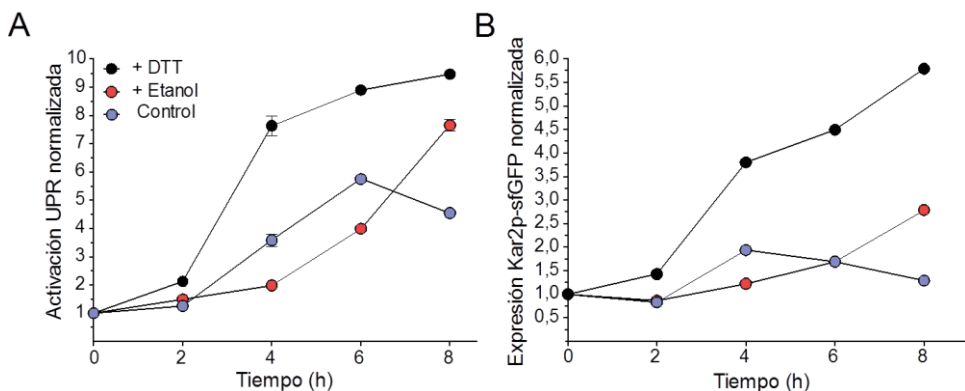 A
Activación UPR normalizada
10
9
8
7
6
5
4
3
2
1
+ DTT
+ Etanol
Control
0 2 4 6 8
Tiempo (h)
B
Expresión Kar2p-sfGFP normalizada
6,0
5,5
5,0
4,5
4,0
3,5
3,0
2,5
2,0
1,5
1,0
0,5
0 2 4 6 8
Tiempo (h)